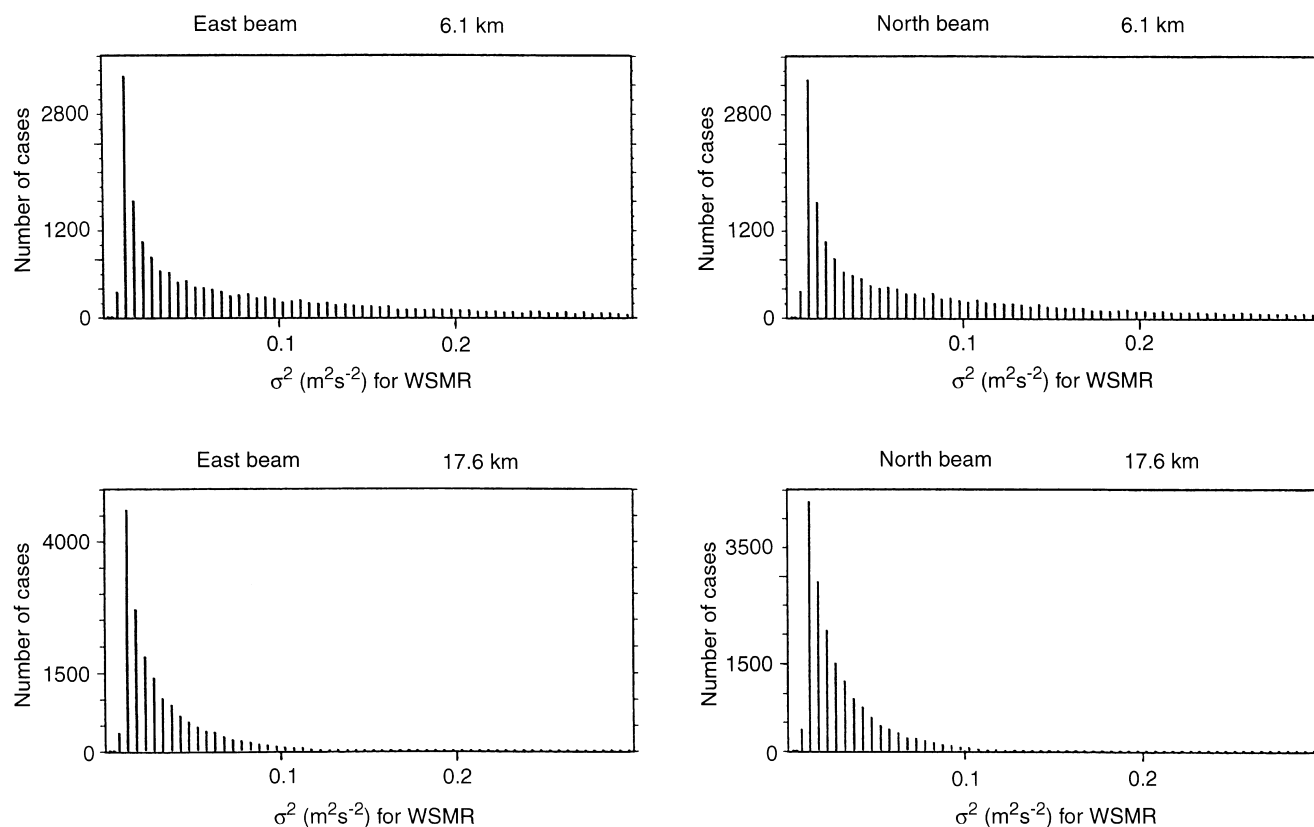 East beam 6.1 km
Number of cases
2800
1200
0
0.1 0.2
σ² (m²s⁻²) for WSMR
North beam 6.1 km
Number of cases
2800
1200
0
0.1 0.2
σ² (m²s⁻²) for WSMR
East beam 17.6 km
Number of cases
4000
1500
0
0.1 0.2
σ² (m²s⁻²) for WSMR
North beam 17.6 km
Number of cases
3500
1500
0
0.1 0.2
σ² (m²s⁻²) for WSMR